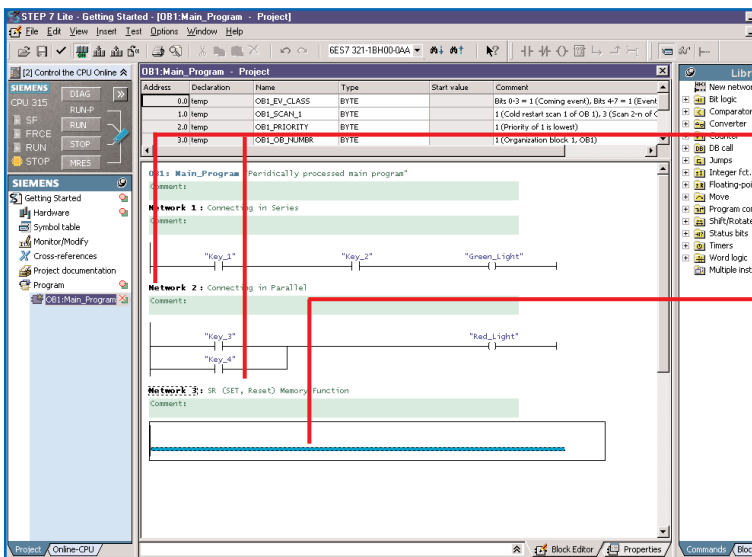 STEP 7 Lite - Getting Started - [OB1:Main_Program - Project]
File Edit View Insert Test Options Window Help
6ES7 321-1BH00-0AA
[2] Control the CPU Online
SIEMENS
CPU 315
DIAG
RUN-P
SF
RUN
FRCE
RUN
STOP
STOP
MRES
SIEMENS
Getting Started
Hardware
Symbol table
Monitor/Modify
Cross-references
Project documentation
Program
OB1:Main_Program
Project
Online-CPU
OB1:Main_Program - Project
Address Declaration Name Type Start value Comment
0.0 temp OB1_EV_CLASS BYTE Bits 0-3 = 1 (Coming event), Bits 4-7 = 1 (Event
1.0 temp OB1_SCAN_1 BYTE 1 (Cold restart scan 1 of OB 1), 3 (Scan 2-n of
2.0 temp OB1_PRIORITY BYTE 1 (Priority of 1 is lowest)
3.0 temp OB1_OB_NUMBR BYTE 1 (Organization block 1, OB1)
OB1: Main_Program "Peridically processed main program"
Comment:
Network 1 : Connecting in Series
Comment:
"Key_1" "Key_2" "Green_Light"
Network 2 : Connecting in Parallel
Comment:
"Key_3" "Red_Light"
"Key_4"
Network 3 : SR (SET, Reset) Memory Function
Comment:
Block Editor
Properties
Libr
New networ
Bit logic
Comparator
Converter
Counter
DB call
Jumps
Integer fct.
Floating-poi
Move
Program con
Shift/Rotate
Status bits
Timers
Word logic
Multiple inst
Commands
Bloc